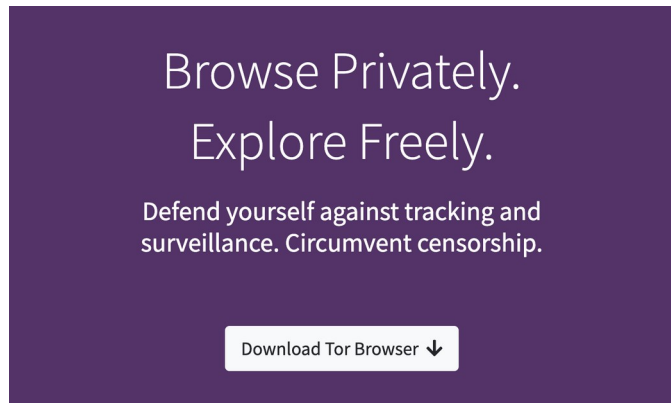 Browse Privately.
Explore Freely.
Defend yourself against tracking and
surveillance. Circumvent censorship.
Download Tor Browser ↓